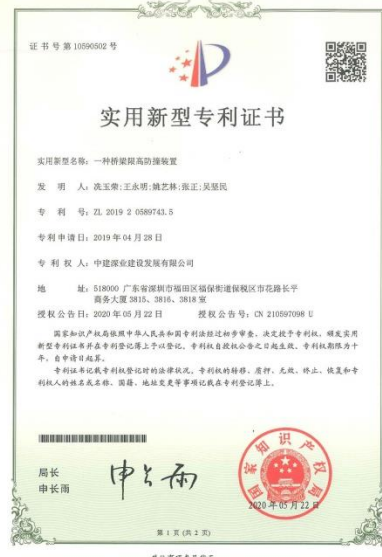 证书号第10590502号
实用新型专利证书
实用新型名称：一种桥梁限高防撞装置
发 明 人：冼玉荣;王永明;姚艺林;张正;吴坚民
专 利 号：ZL 2019 2 0589743.5
专利申请日：2019年04月28日
专 利 权 人：中建深业建设发展有限公司
地 址：518000 广东省深圳市福田区福保街道保税区市花路长平
商务大厦3815、3816、3818室
授权公告日：2020年05月22日 授权公告号：CN 210597098 U
国家知识产权局依照中华人民共和国专利法经过初步审查，决定授予专利权，颁发实用
新型专利证书并在专利登记簿上予以登记。专利权自授权公告之日起生效。专利权期限为十
年，自申请日起算。
专利证书记载专利权登记时的法律状况。专利权的转移、质押、无效、终止、恢复和专
利权人的姓名或名称、国籍、地址变更等事项记载在专利登记簿上。
局长
申长雨
申长雨
国家知识产权局
2020年05月22日
第 1 页 (共 2 页)